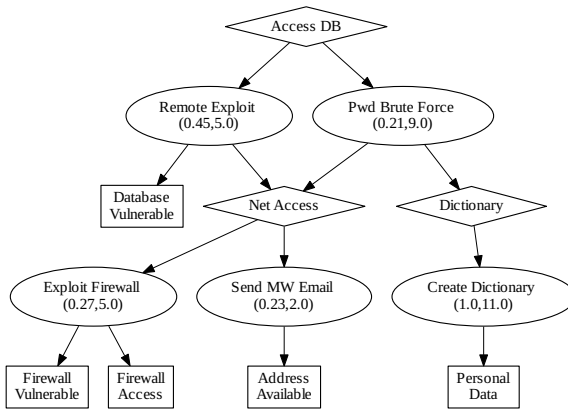 Access DB
Remote Exploit
(0.45,5.0)
Pwd Brute Force
(0.21,9.0)
Database
Vulnerable
Net Access
Dictionary
Exploit Firewall
(0.27,5.0)
Send MW Email
(0.23,2.0)
Create Dictionary
(1.0,11.0)
Firewall
Vulnerable
Firewall
Access
Address
Available
Personal
Data